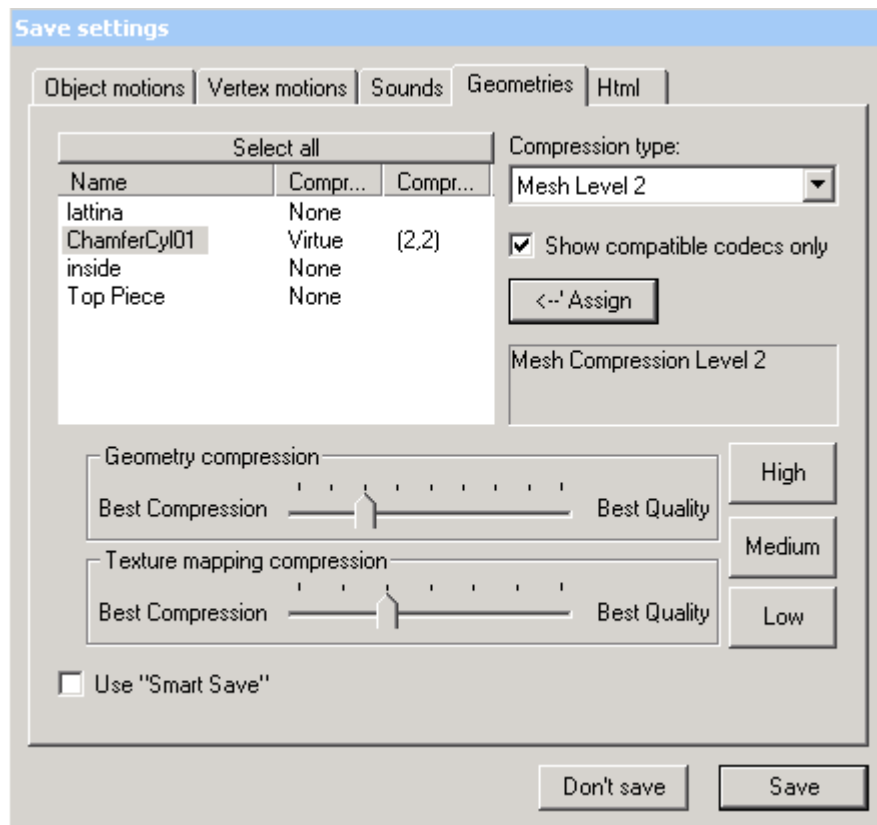 Save settings
Object motions Vertex motions Sounds Geometries Html
Select all
Name Compr... Compr...
lattina None
ChamferCyl01 Virtue (2,2)
inside None
Top Piece None
Compression type:
Mesh Level 2
Show compatible codecs only
<--' Assign
Mesh Compression Level 2
Geometry compression
Best Compression Best Quality
Texture mapping compression
Best Compression Best Quality
High
Medium
Low
Use "Smart Save"
Don't save Save